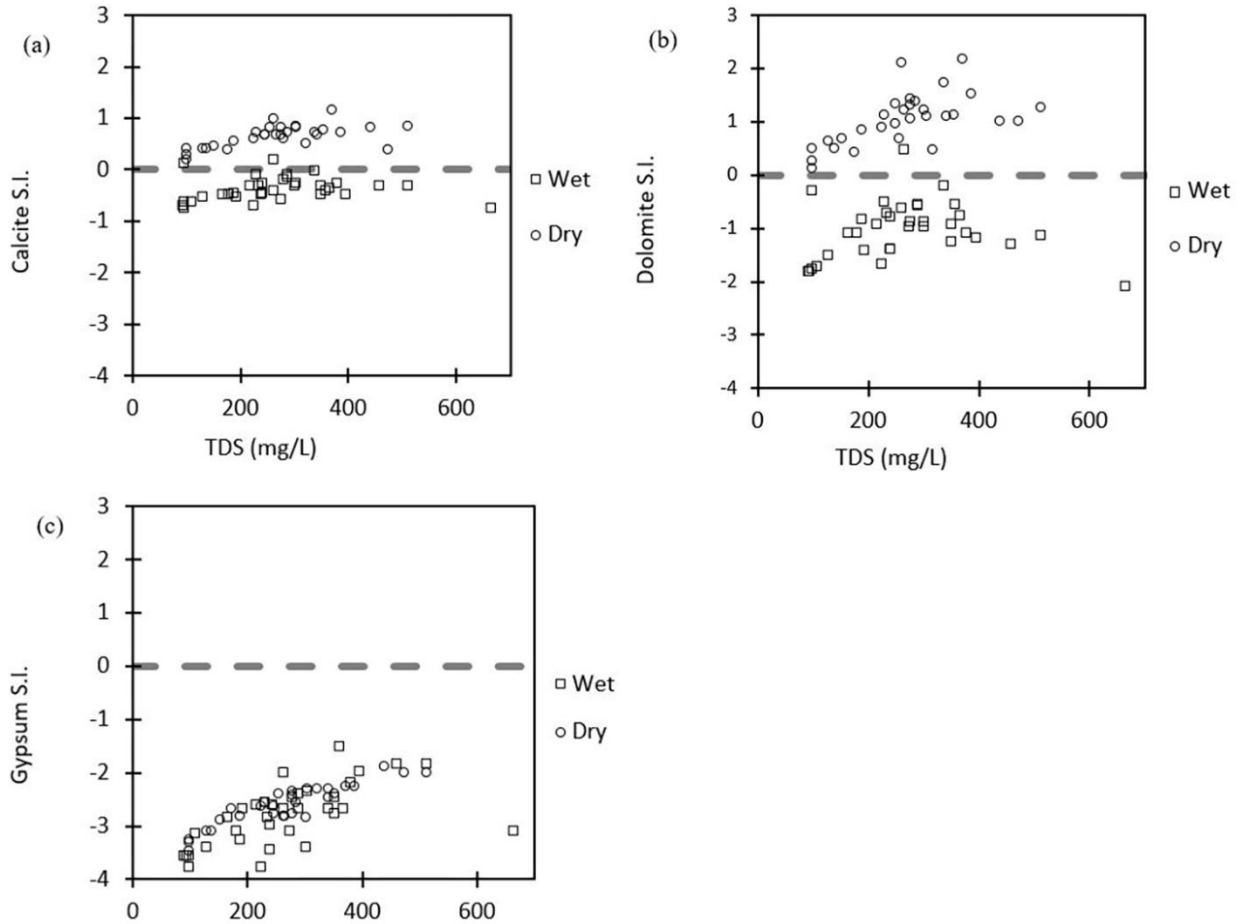 (a)
3
2
1
0
-1
-2
-3
-4
Calcite S.I.
0 200 400 600
TDS (mg/L)
Wet
Dry
(b)
3
2
1
0
-1
-2
-3
-4
Dolomite S.I.
0 200 400 600
TDS (mg/L)
Wet
Dry
(c)
3
2
1
0
-1
-2
-3
-4
Gypsum S.I.
0 200 400 600
Wet
Dry